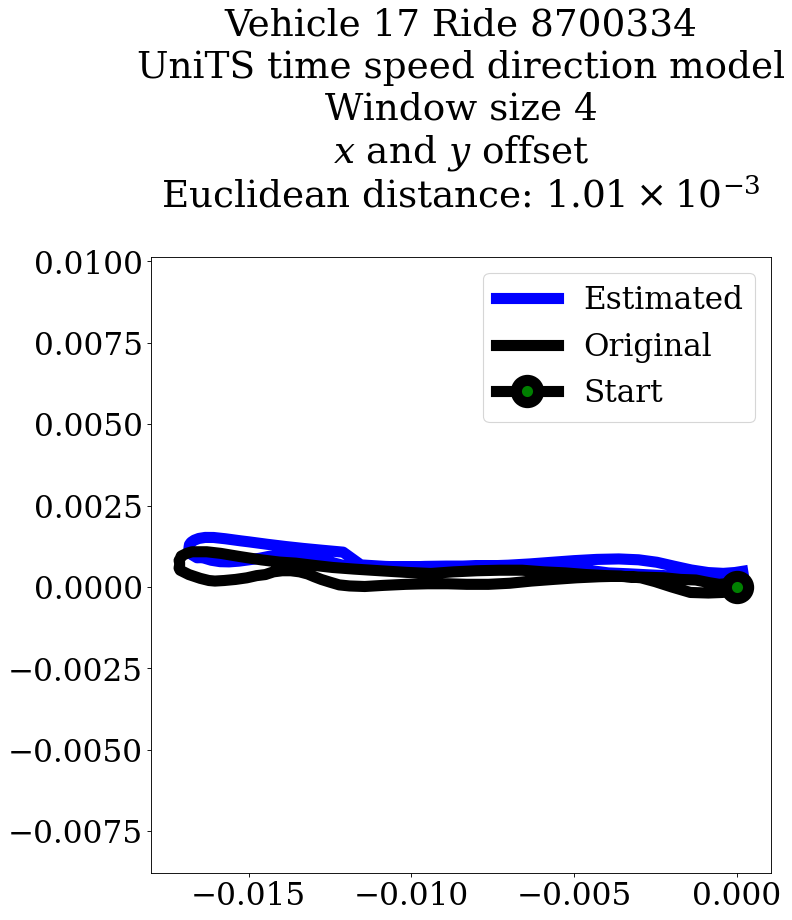 Vehicle 17 Ride 8700334
UniTS time speed direction model
Window size 4
x and y offset
Euclidean distance: 1.01 × 10⁻³
0.0100
0.0075
0.0050
0.0025
0.0000
−0.0025
−0.0050
−0.0075
Estimated
Original
Start
−0.015
−0.010
−0.005
0.000